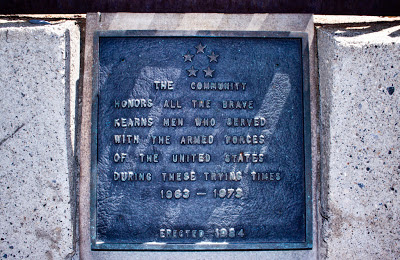 THE COMMUNITY
HONORS ALL THE BRAVE
KEARNS MEN WHO SERVED
WITH THE ARMED FORCES
OF THE UNITED STATES
DURING THESE TRYING TIMES
1963 — 1973
ERECTED — 1984